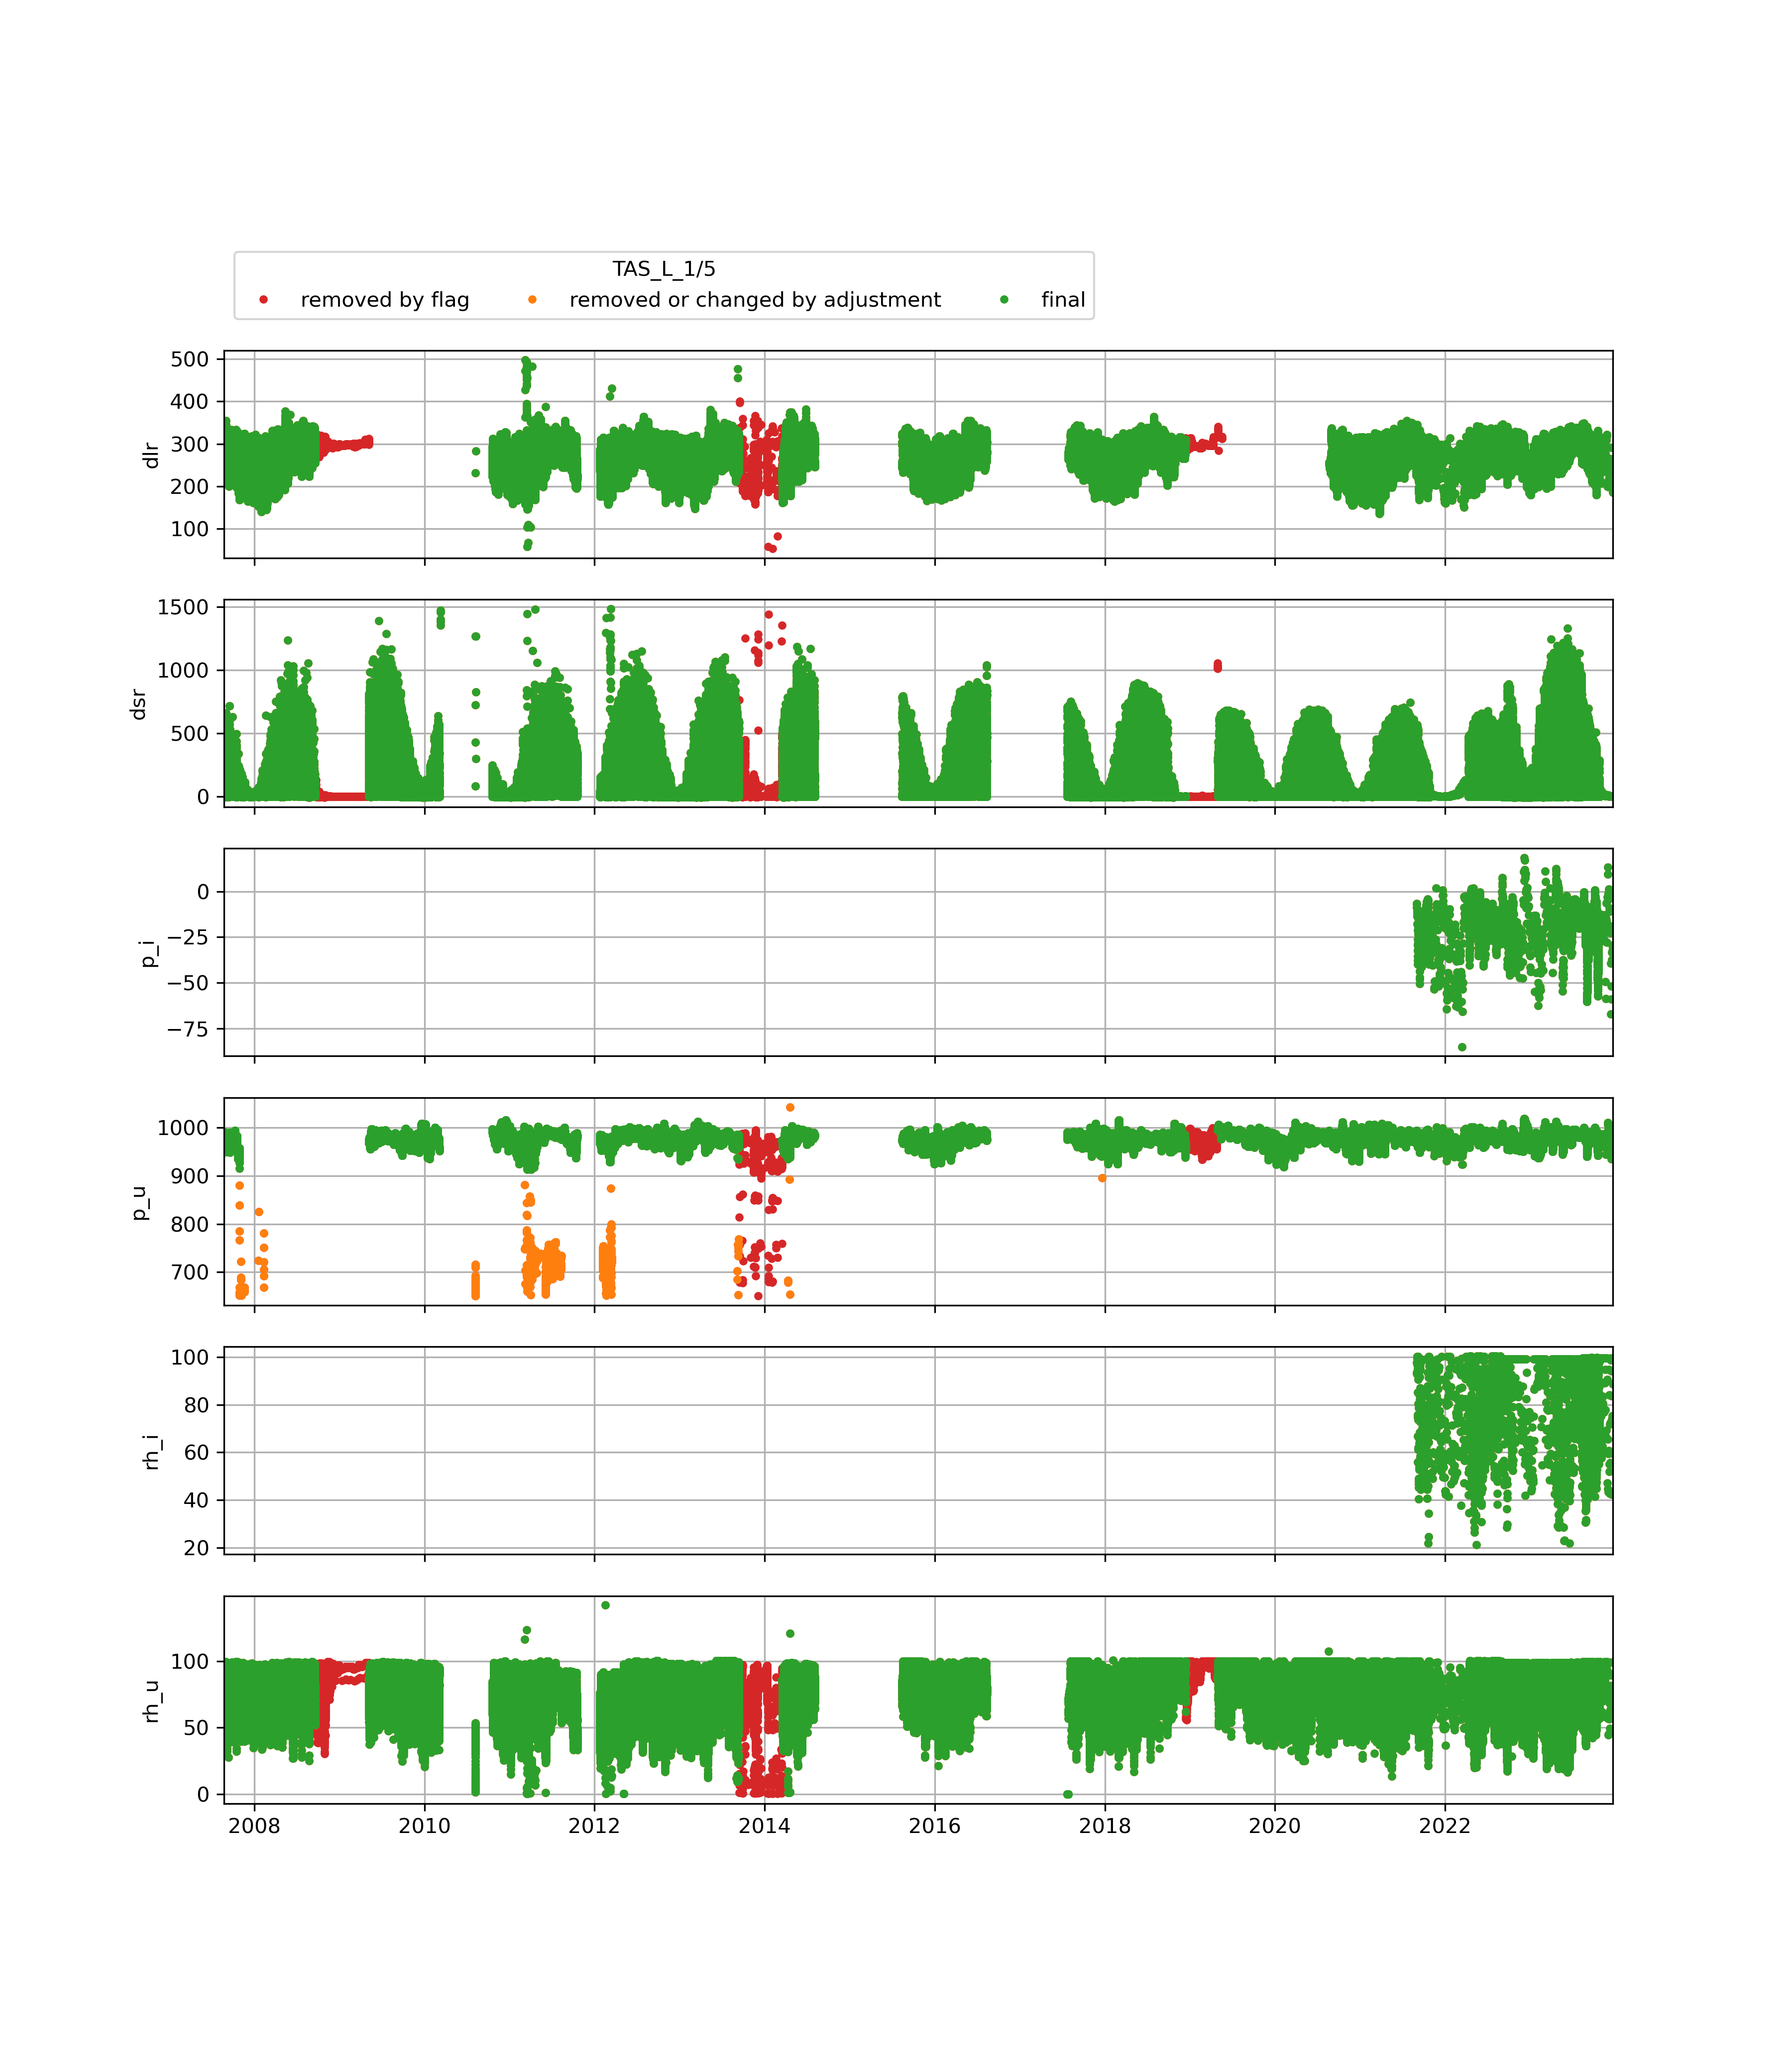 TAS_L_1/5
removed by flag removed or changed by adjustment final
500
400
300
200
100
dlr
1500
1000
500
0
dsr
0
−25
−50
−75
p_i
1000
900
800
700
p_u
100
80
60
40
20
rh_i
100
50
0
rh_u
2008 2010 2012 2014 2016 2018 2020 2022